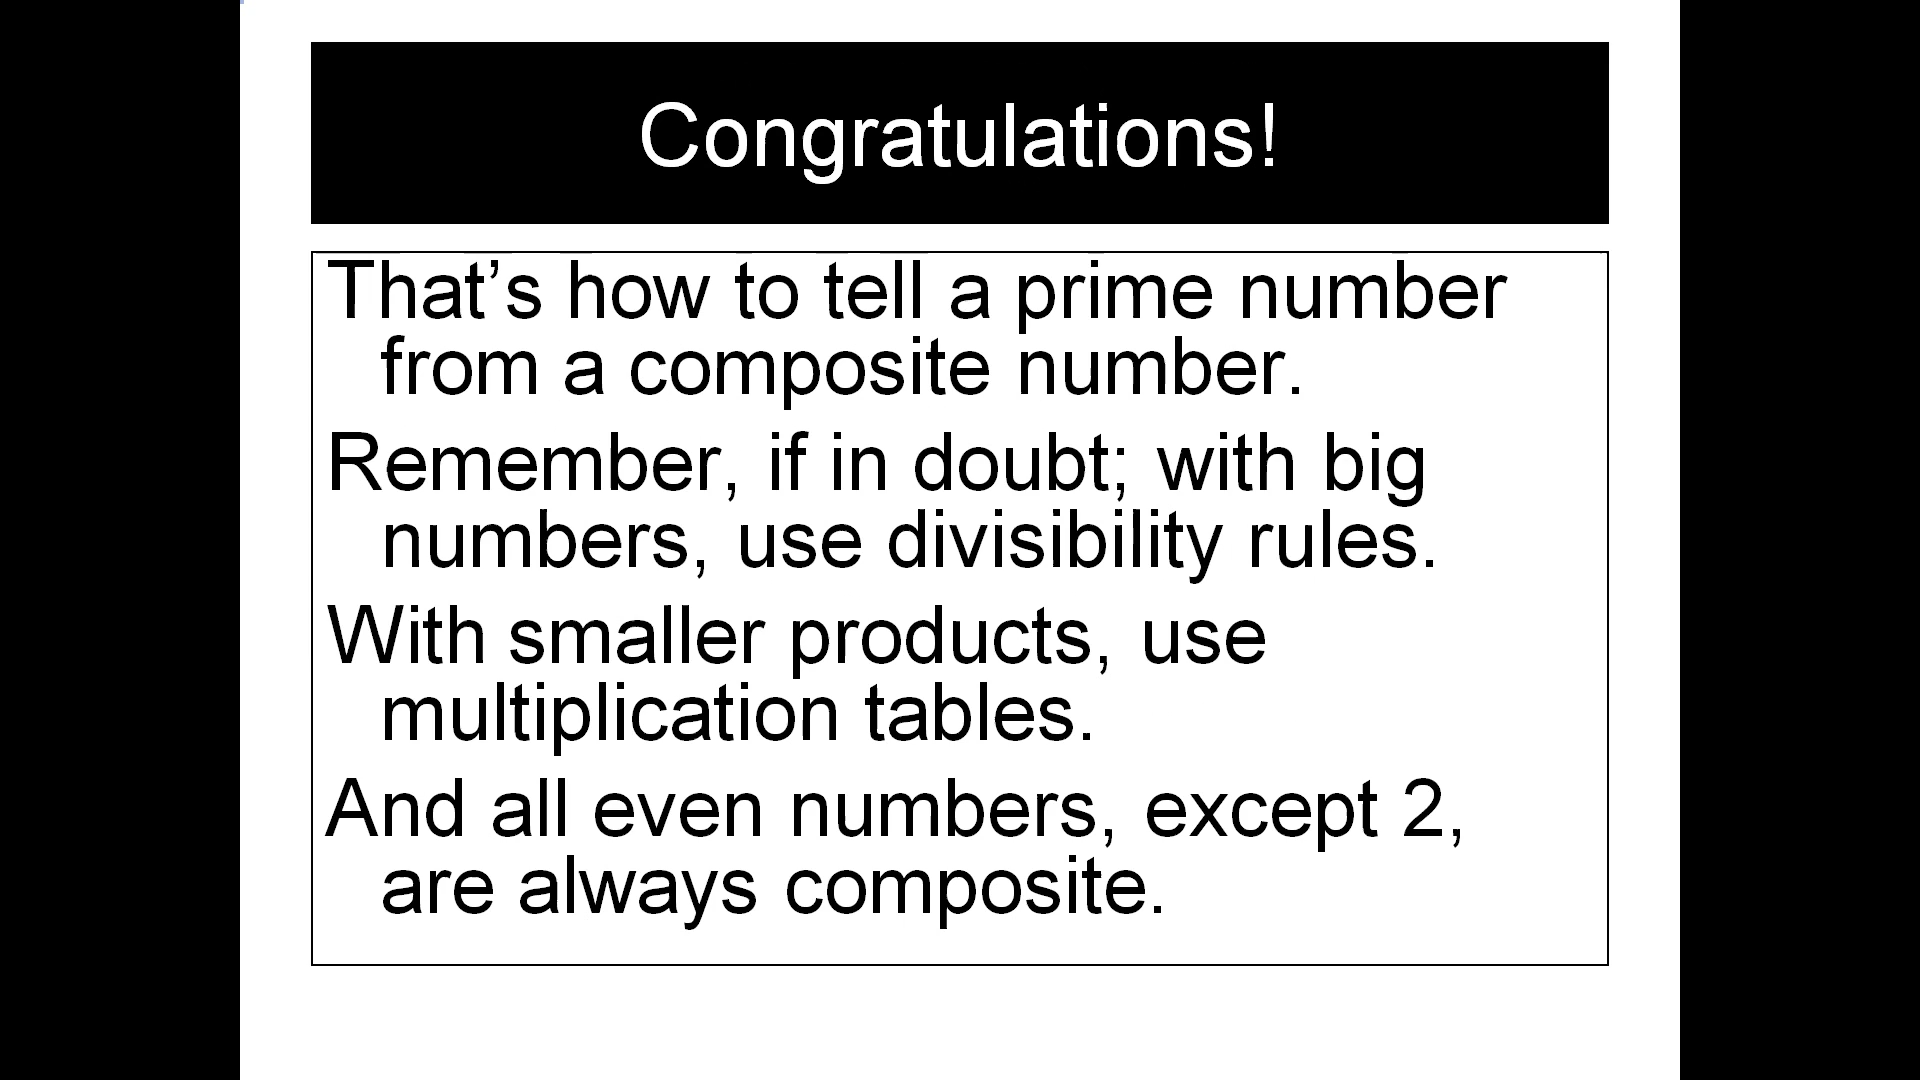 Congratulations!
That’s how to tell a prime number
from a composite number.
Remember, if in doubt; with big
numbers, use divisibility rules.
With smaller products, use
multiplication tables.
And all even numbers, except 2,
are always composite.